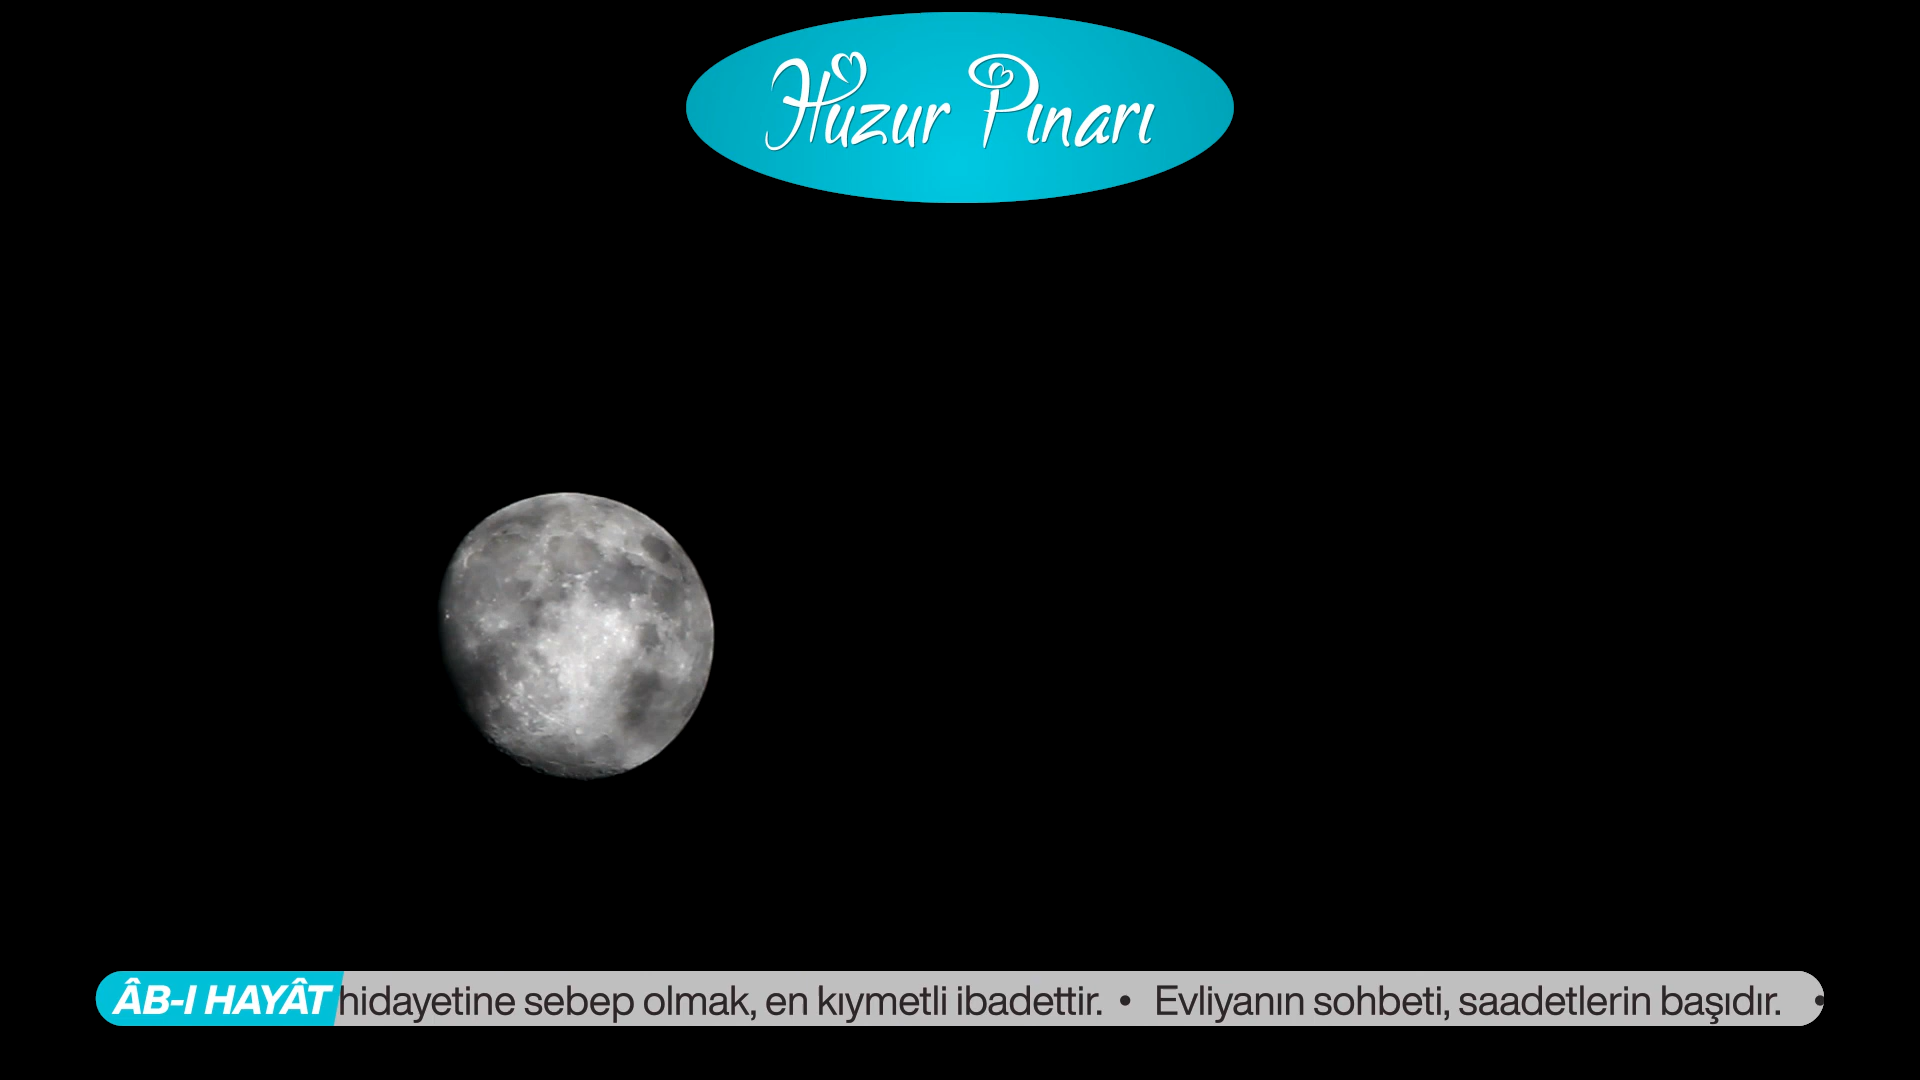 Huzur Pınarı
ÂB-I HAYÂT hidayetine sebep olmak, en kıymetli ibadettir. • Evliyanın sohbeti, saadetlerin başıdır. •